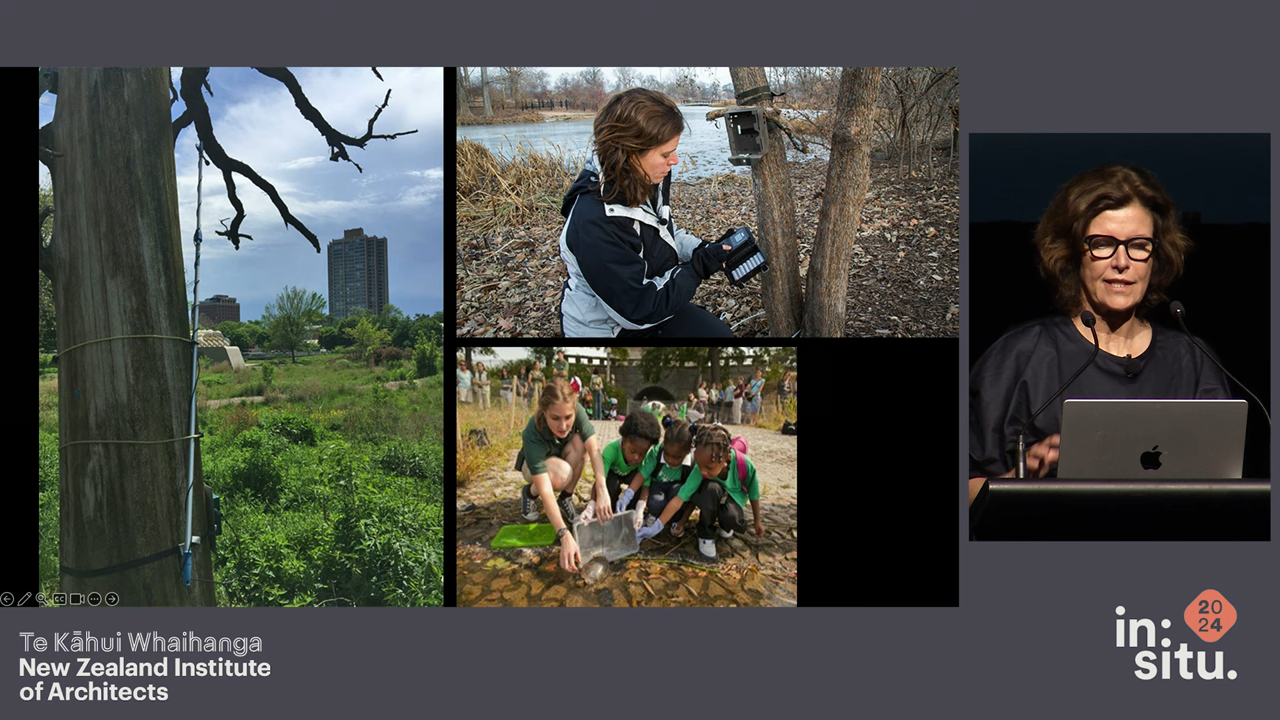 Te Kāhui Whaihanga
New Zealand Institute
of Architects
in:
situ.
20
24